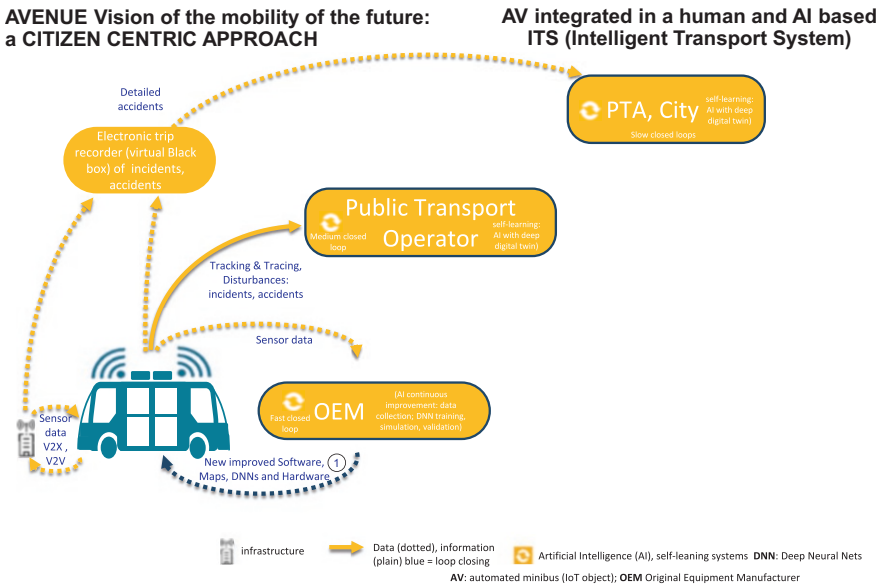 AVENUE Vision of the mobility of the future:
a CITIZEN CENTRIC APPROACH
AV integrated in a human and AI based
ITS (Intelligent Transport System)
Detailed
accidents
Electronic trip
recorder (virtual Black
box) of incidents,
accidents
PTA, City
self-learning:
AI with deep
digital twin)
Slow closed loops
Public Transport
Operator
Medium closed
loop
self-learning:
AI with deep
digital twin)
Tracking & Tracing,
Disturbances:
incidents, accidents
Sensor data
OEM
Fast closed
loop
(AI continuous
improvement: data
collection; DNN training,
simulation, validation)
Sensor
data
V2X ,
V2V
New improved Software,
Maps, DNNs and Hardware
1
infrastructure
Data (dotted), information
(plain) blue = loop closing
Artificial Intelligence (AI), self-leaning systems DNN: Deep Neural Nets
AV: automated minibus (IoT object); OEM Original Equipment Manufacturer